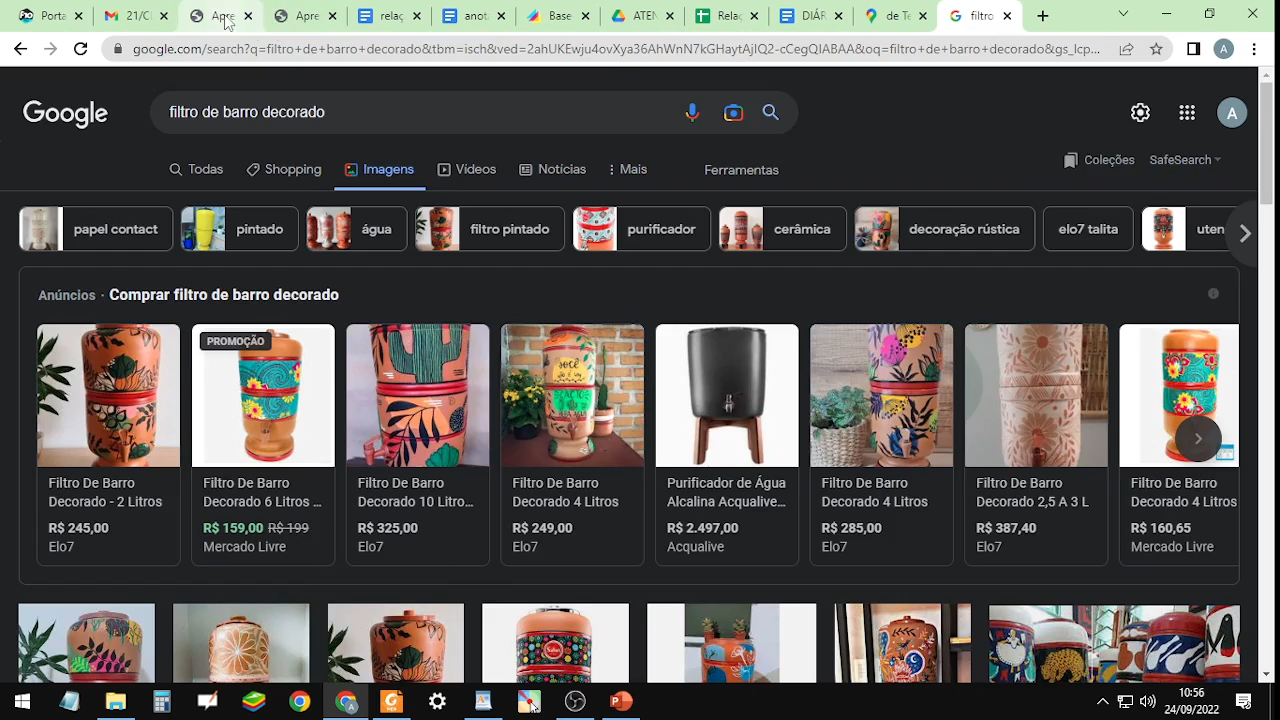 Porta
21/C
Apre
Apre
relaç
anot
Base
ATEN
Relaç
DIÁR
de Te
filtro
google.com/search?q=filtro+de+barro+decorado&tbm=isch&ved=2ahUKEwju4ovXya36AhWnN7kGHaytAjIQ2-cCegQIABAA&oq=filtro+de+barro+decorado&gs_lcp...
A
Google
filtro de barro decorado
A
Todas
Shopping
Imagens
Vídeos
Notícias
Mais
Ferramentas
Coleções
SafeSearch
papel contact
pintado
água
filtro pintado
purificador
cerâmica
decoração rústica
elo7 talita
uten
Anúncios · Comprar filtro de barro decorado
PROMOÇÃO
Filtro De Barro
Decorado - 2 Litros
R$ 245,00
Elo7
Filtro De Barro
Decorado 6 Litros ...
R$ 159,00 R$ 199
Mercado Livre
Filtro De Barro
Decorado 10 Litro...
R$ 325,00
Elo7
Filtro De Barro
Decorado 4 Litros
R$ 249,00
Elo7
Purificador de Água
Alcalina Acqualive...
R$ 2.497,00
Acqualive
Filtro De Barro
Decorado 4 Litros
R$ 285,00
Elo7
Filtro De Barro
Decorado 2,5 A 3 L
R$ 387,40
Elo7
Filtro De Barro
Decorado 4 Litros
R$ 160,65
Mercado Livre
10:56
24/09/2022